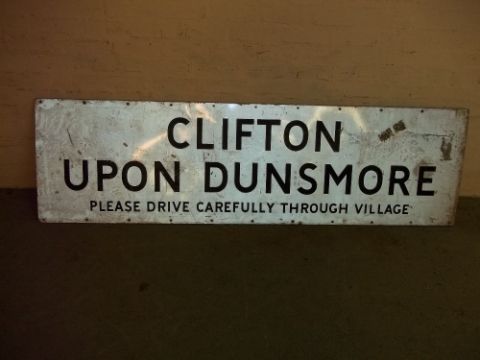 CLIFTON
UPON DUNSMORE
PLEASE DRIVE CAREFULLY THROUGH VILLAGE